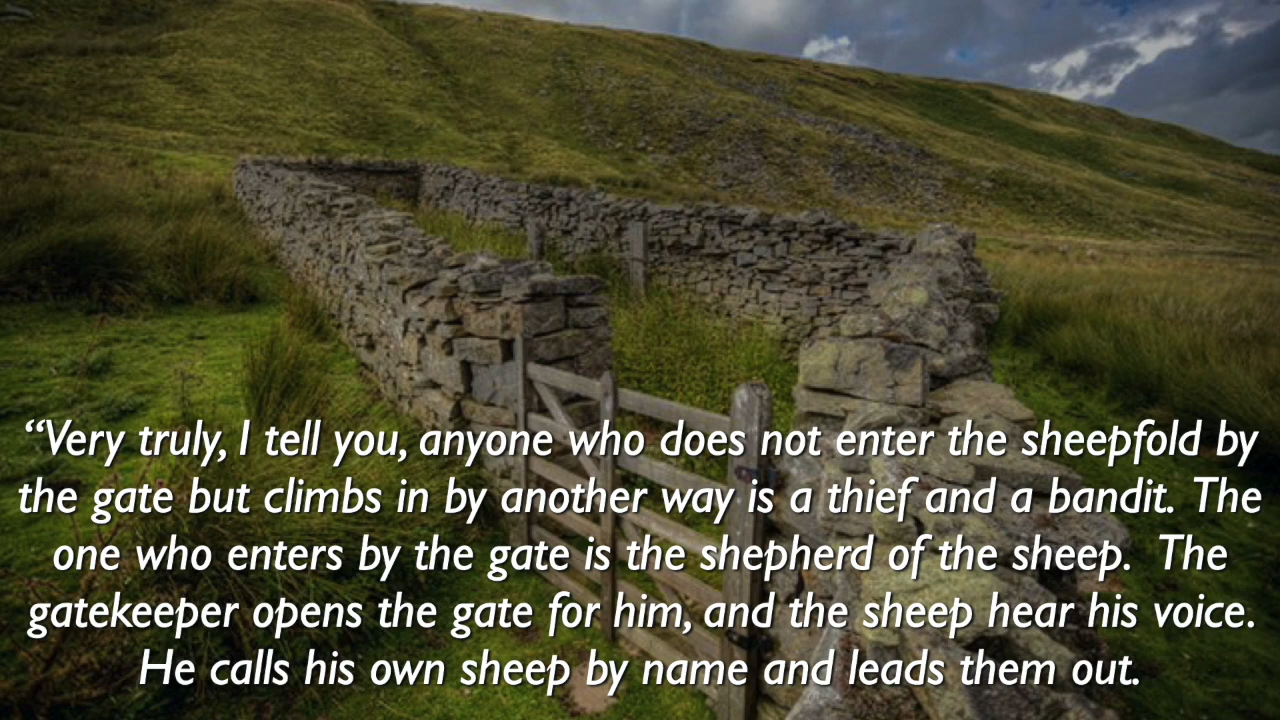 “Very truly, I tell you, anyone who does not enter the sheepfold by
the gate but climbs in by another way is a thief and a bandit.  The
one who enters by the gate is the shepherd of the sheep.  The
gatekeeper opens the gate for him, and the sheep hear his voice.
He calls his own sheep by name and leads them out.